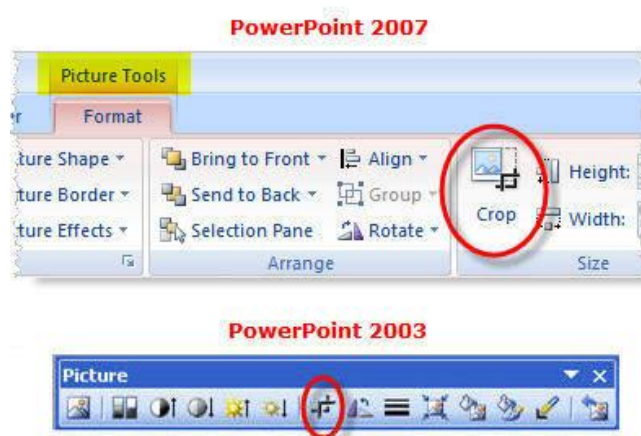 PowerPoint 2007
Picture Tools
Format
ture Shape
Bring to Front
Align
Height:
ture Border
Send to Back
Group
Crop
Width:
ture Effects
Selection Pane
Rotate
Arrange
Size
PowerPoint 2003
Picture